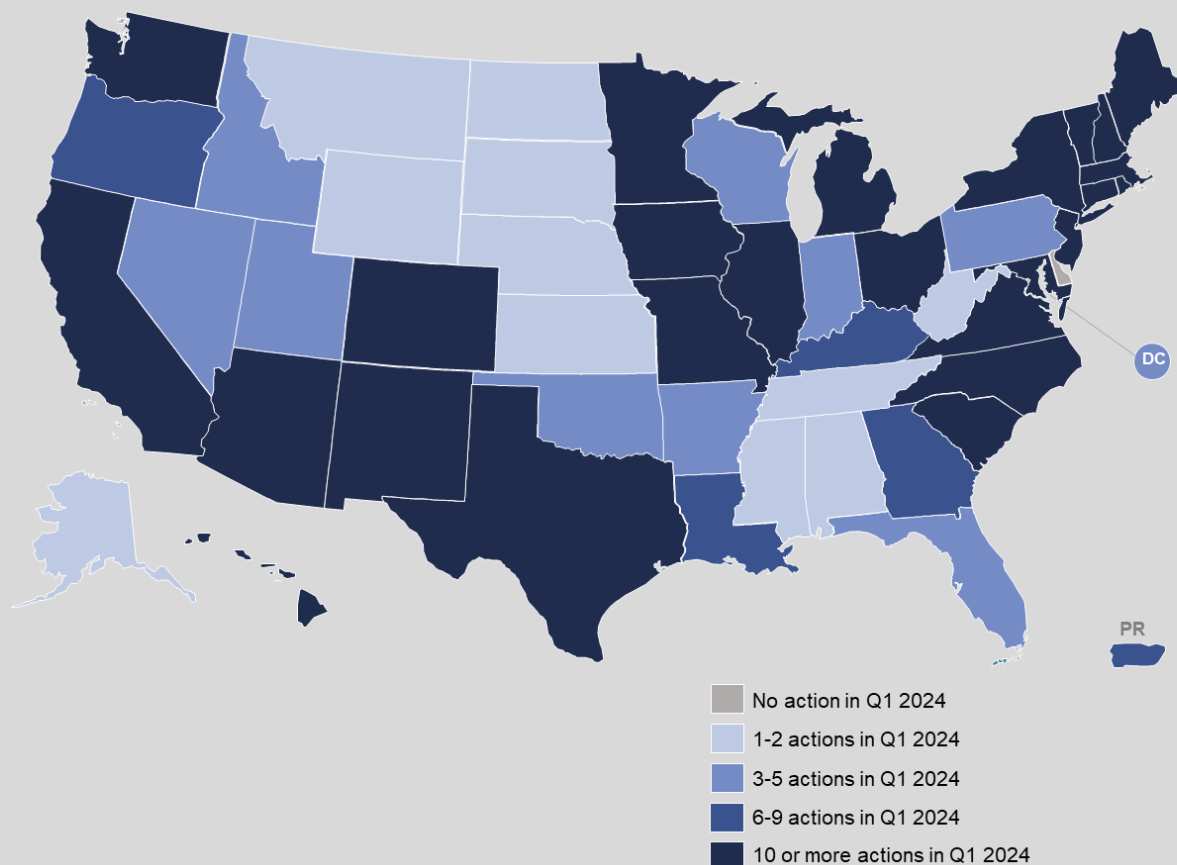 DC
PR
No action in Q1 2024
1-2 actions in Q1 2024
3-5 actions in Q1 2024
6-9 actions in Q1 2024
10 or more actions in Q1 2024